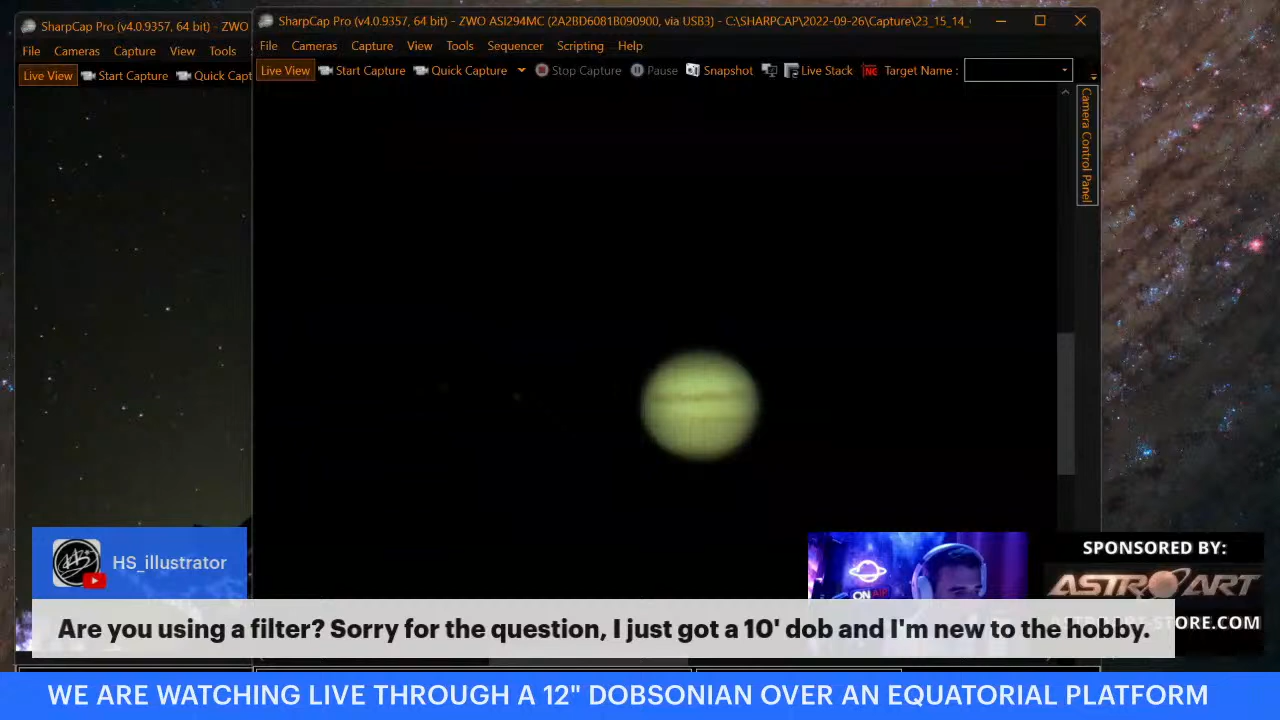 SharpCap Pro (v4.0.9357, 64 bit) - ZWO
File Cameras Capture View Tools
Live View Start Capture Quick Capt
SharpCap Pro (v4.0.9357, 64 bit) - ZWO ASI294MC (2A2BD6081B090900, via USB3) - C:\SHARPCAP\2022-09-26\Capture\23_15_14_
File Cameras Capture View Tools Sequencer Scripting Help
Live View Start Capture Quick Capture Stop Capture Pause Snapshot Live Stack Target Name :
Camera Control Panel
HS_illustrator
ON AIR
SPONSORED BY:
ASTROART
STORE.COM
Are you using a filter? Sorry for the question, I just got a 10' dob and I'm new to the hobby.
WE ARE WATCHING LIVE THROUGH A 12" DOBSONIAN OVER AN EQUATORIAL PLATFORM